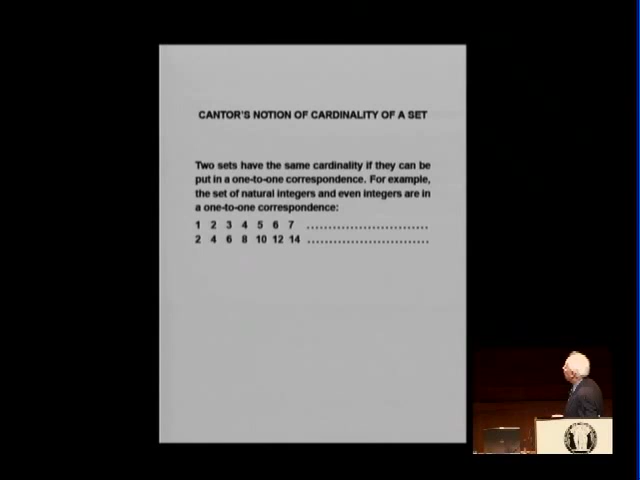 CANTOR'S NOTION OF CARDINALITY OF A SET
Two sets have the same cardinality if they can be
put in a one-to-one correspondence. For example,
the set of natural integers and even integers are in
a one-to-one correspondence:
1 2 3 4 5 6 7 ............................
2 4 6 8 10 12 14 ............................